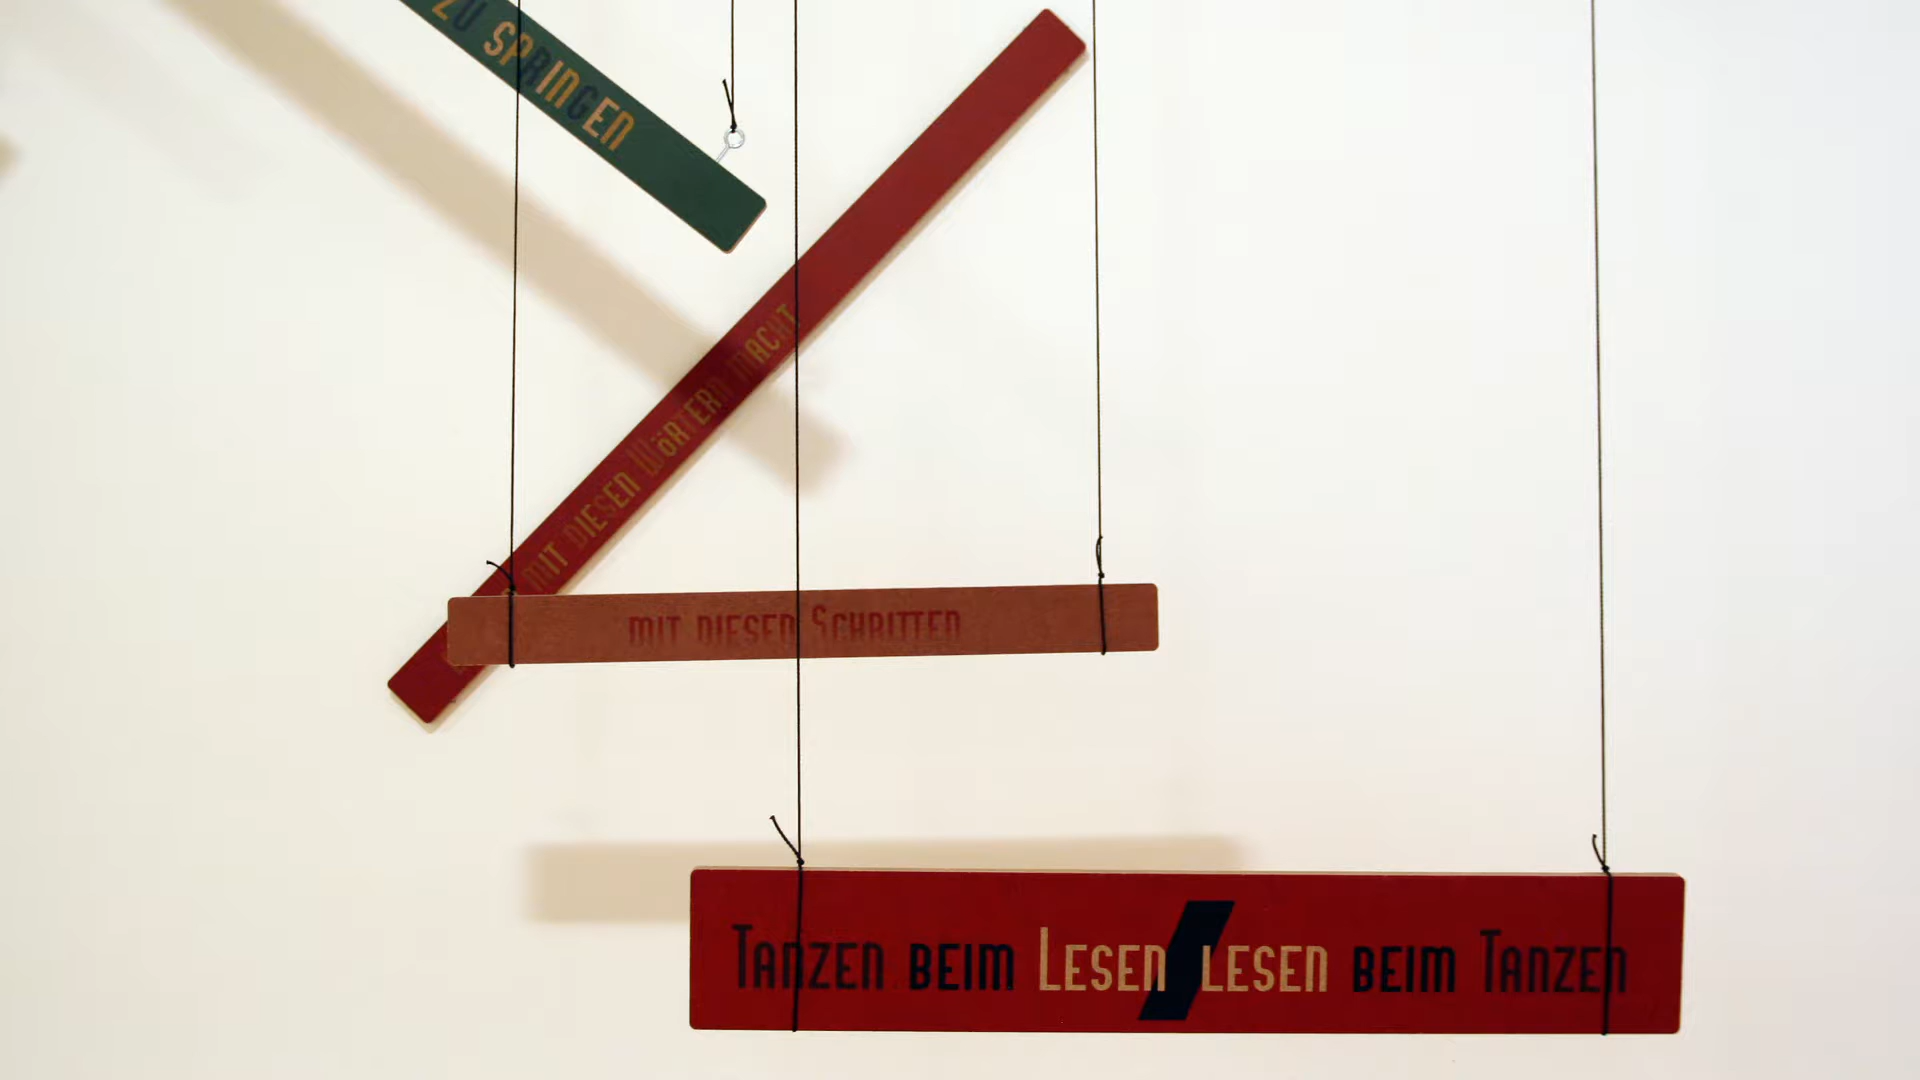 ZU SPRINGEN
MIT DIESEN WÖRTERN MACHT
MIT DIESEN SCHRITTEN
TANZEN BEIM LESEN / LESEN BEIM TANZEN